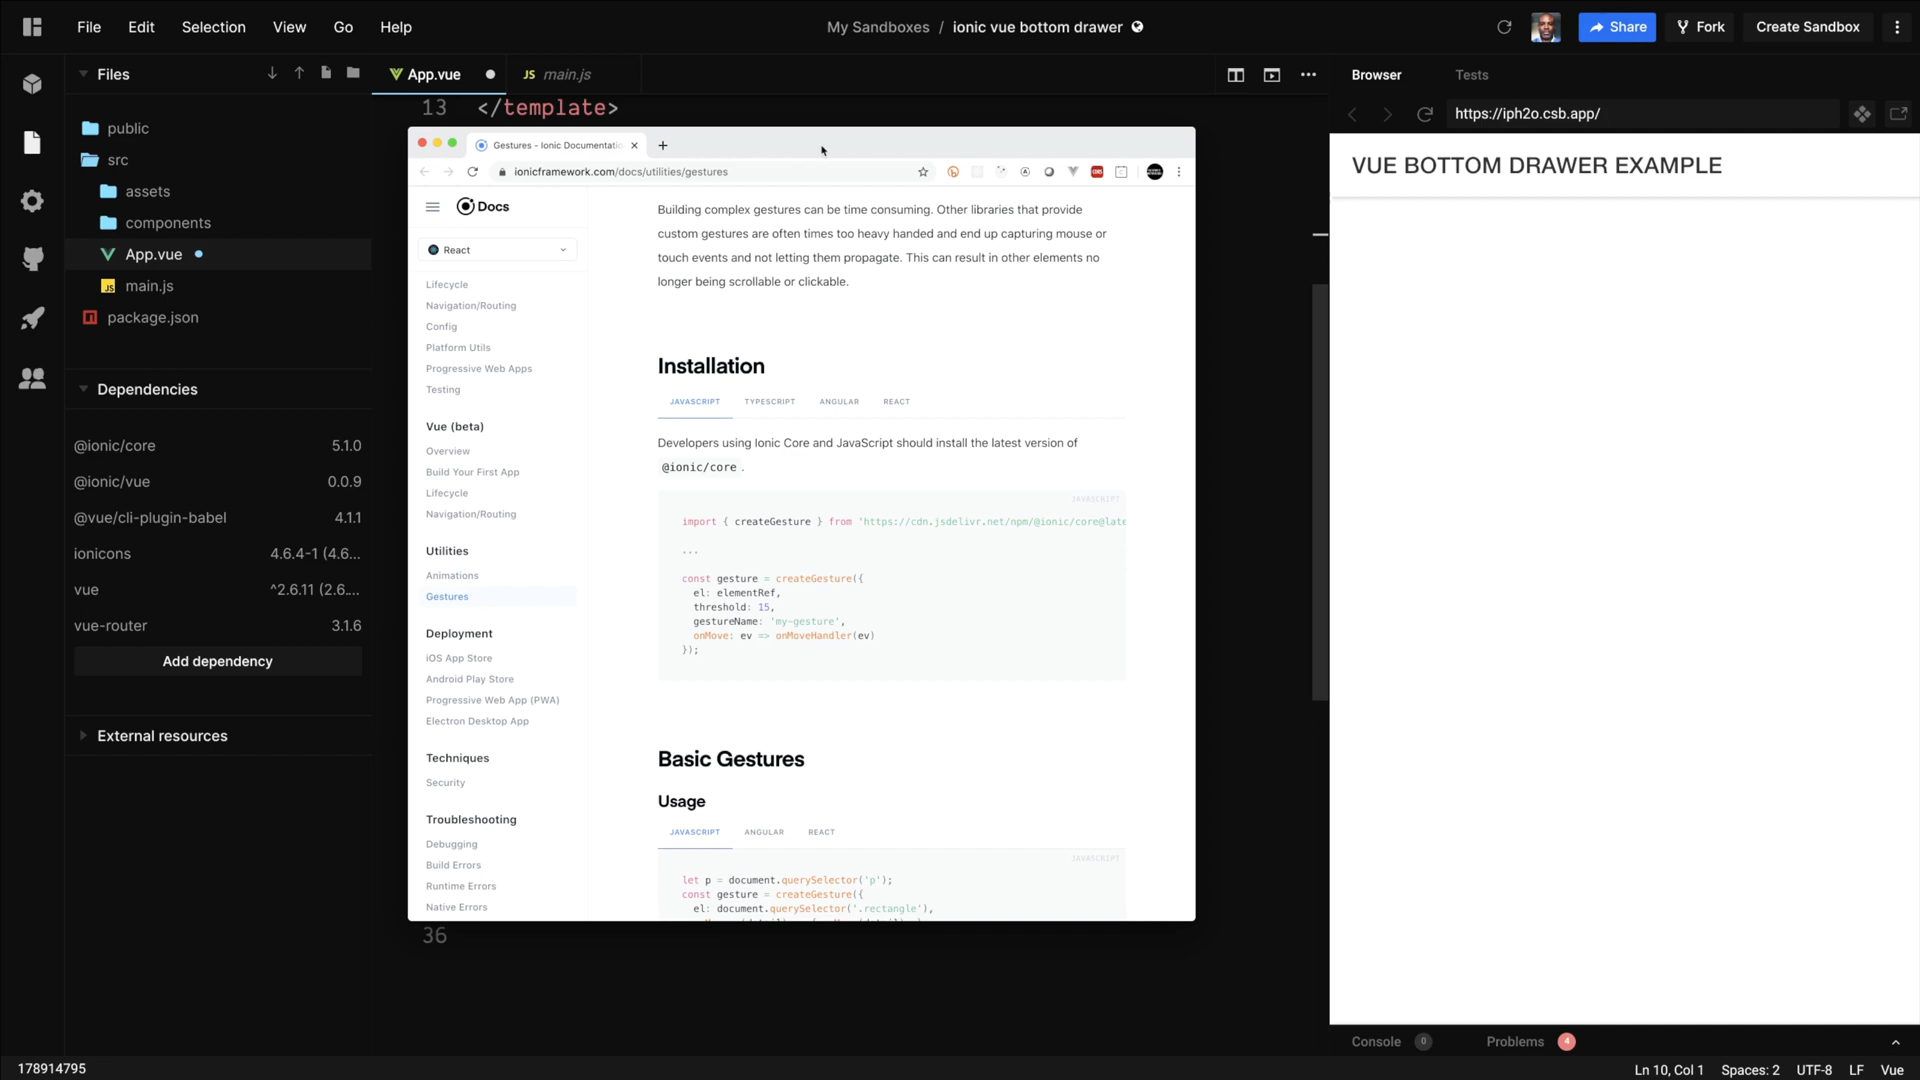 File Edit Selection View Go Help
My Sandboxes / ionic vue bottom drawer
Share Fork Create Sandbox
Files
public
src
assets
components
App.vue
main.js
package.json
Dependencies
@ionic/core 5.1.0
@ionic/vue 0.0.9
@vue/cli-plugin-babel 4.1.1
ionicons 4.6.4-1 (4.6...
vue ^2.6.11 (2.6....
vue-router 3.1.6
Add dependency
External resources
178914795
App.vue JS main.js
13 </template>
36
Gestures - Ionic Documentatio
ionicframework.com/docs/utilities/gestures
Docs
React
Lifecycle
Navigation/Routing
Config
Platform Utils
Progressive Web Apps
Testing
Vue (beta)
Overview
Build Your First App
Lifecycle
Navigation/Routing
Utilities
Animations
Gestures
Deployment
iOS App Store
Android Play Store
Progressive Web App (PWA)
Electron Desktop App
Techniques
Security
Troubleshooting
Debugging
Build Errors
Runtime Errors
Native Errors
Building complex gestures can be time consuming. Other libraries that provide
custom gestures are often times too heavy handed and end up capturing mouse or
touch events and not letting them propagate. This can result in other elements no
longer being scrollable or clickable.
Installation
JAVASCRIPT TYPESCRIPT ANGULAR REACT
Developers using Ionic Core and JavaScript should install the latest version of
@ionic/core .
JAVASCRIPT
import { createGesture } from 'https://cdn.jsdelivr.net/npm/@ionic/core@late
...
const gesture = createGesture({
el: elementRef,
threshold: 15,
gestureName: 'my-gesture',
onMove: ev => onMoveHandler(ev)
});
Basic Gestures
Usage
JAVASCRIPT ANGULAR REACT
JAVASCRIPT
let p = document.querySelector('p');
const gesture = createGesture({
el: document.querySelector('.rectangle'),
Browser Tests
https://iph2o.csb.app/
VUE BOTTOM DRAWER EXAMPLE
Console 0 Problems 4
Ln 10, Col 1 Spaces: 2 UTF-8 LF Vue